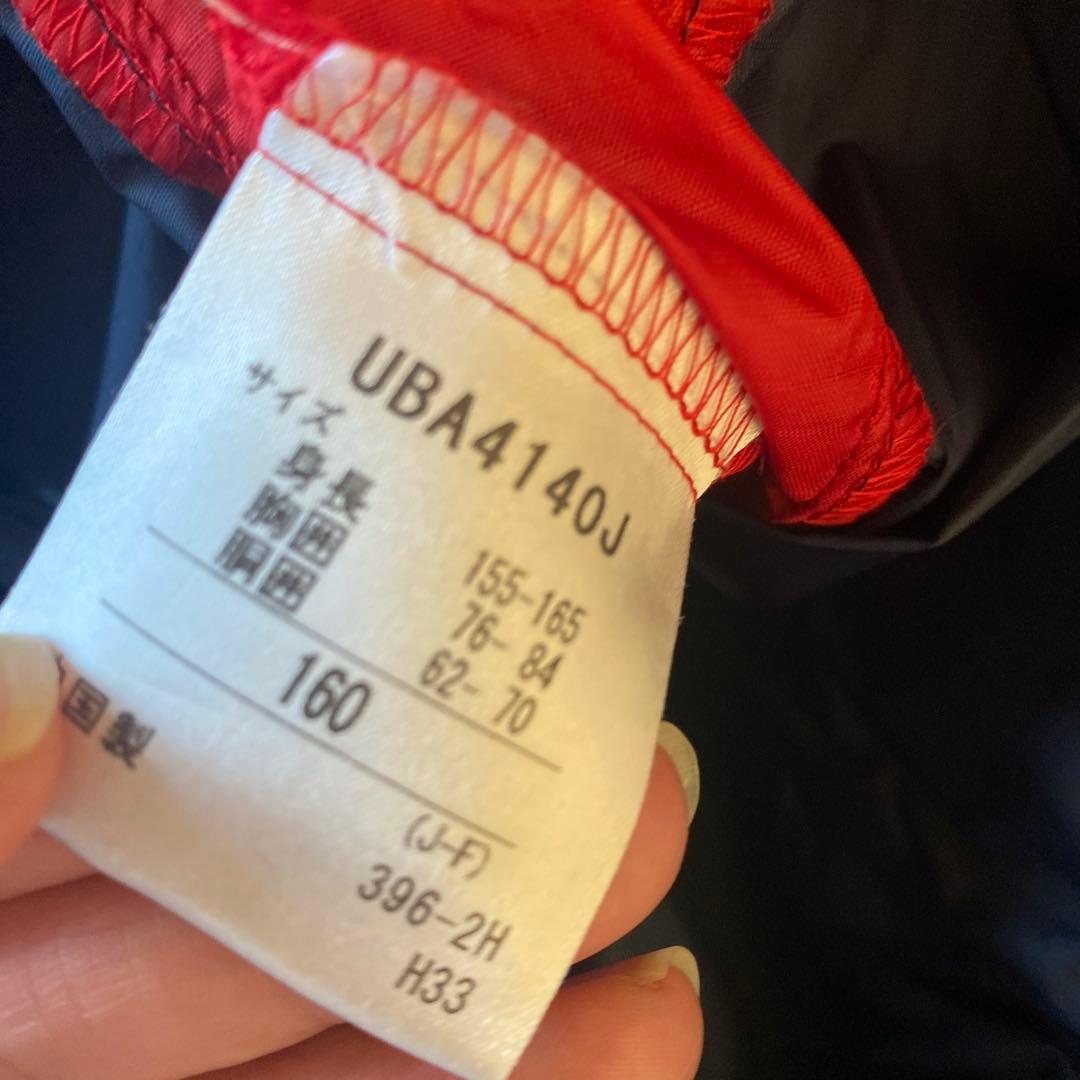 UBA4140J
サイズ
身長 155-165
胸囲 76- 84
胴囲 62- 70
160
国製
(J-F)
396-2H
H33